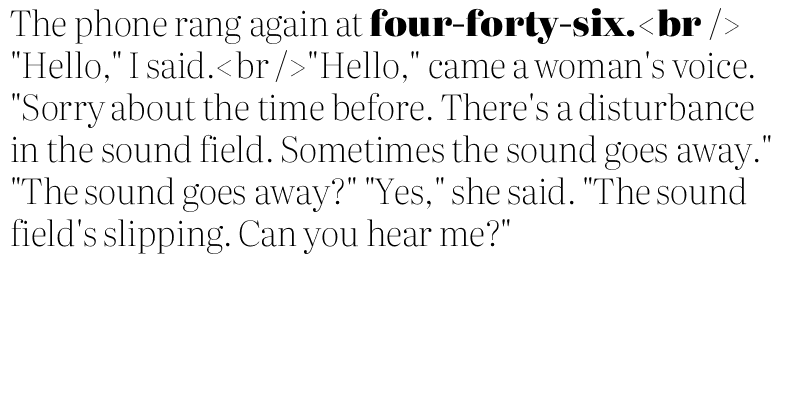 The phone rang again at four-forty-six.<br />
"Hello," I said.<br />"Hello," came a woman's voice.
"Sorry about the time before. There's a disturbance
in the sound field. Sometimes the sound goes away."
"The sound goes away?" "Yes," she said. "The sound
field's slipping. Can you hear me?"